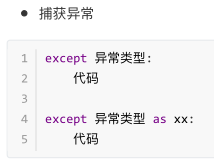 • 捕获异常
1 except 异常类型:
2     代码
3
4 except 异常类型 as xx:
5     代码